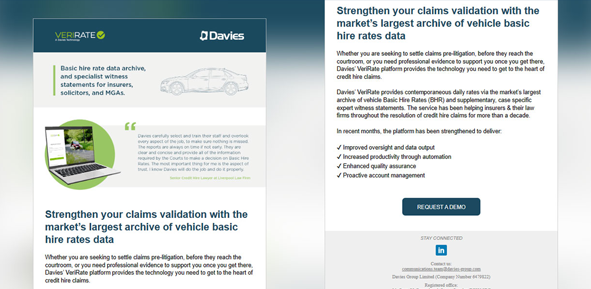 VERIRATE
A Davies Technology
Davies
Basic hire rate data archive,
and specialist witness
statements for insurers,
solicitors, and MGAs.
Davies carefully select and train their staff and overlook
every aspect of the job, to make sure nothing is missed.
The reports are always on time if not early. They are
clear and concise and provide all of the information
required by the Courts to make a decision on Basic Hire
Rates. The most important thing for me is the aspect of
trust, I know Davies will do the job and do it properly.
Senior Credit Hire Lawyer at
Strengthen your claims validation with the
market’s largest archive of vehicle basic
hire rates data
Whether you are seeking to settle claims pre-litigation, before they reach the
courtroom, or you need professional evidence to support you once you get there,
Davies’ VeriRate platform provides the technology you need to get to the heart of
credit hire claims.
Strengthen your claims validation with the
market’s largest archive of vehicle basic
hire rates data
Whether you are seeking to settle claims pre-litigation, before they reach the
courtroom, or you need professional evidence to support you once you get there,
Davies’ VeriRate platform provides the technology you need to get to the heart of
credit hire claims.
Davies’ VeriRate provides contemporaneous daily rates via the market’s largest
archive of vehicle Basic Hire Rates (BHR) and supplementary, case specific
expert witness statements. The service has been helping insurers & their law
firms throughout the resolution of credit hire claims for more than a decade.
In recent months, the platform has been strengthened to deliver:
✓ Improved oversight and data output
✓ Increased productivity through automation
✓ Enhanced quality assurance
✓ Proactive account management
REQUEST A DEMO
STAY CONNECTED
in
Contact us:
communications.team@davies-group.com
Davies Group Limited (Company Number 6479822)
Registered office: